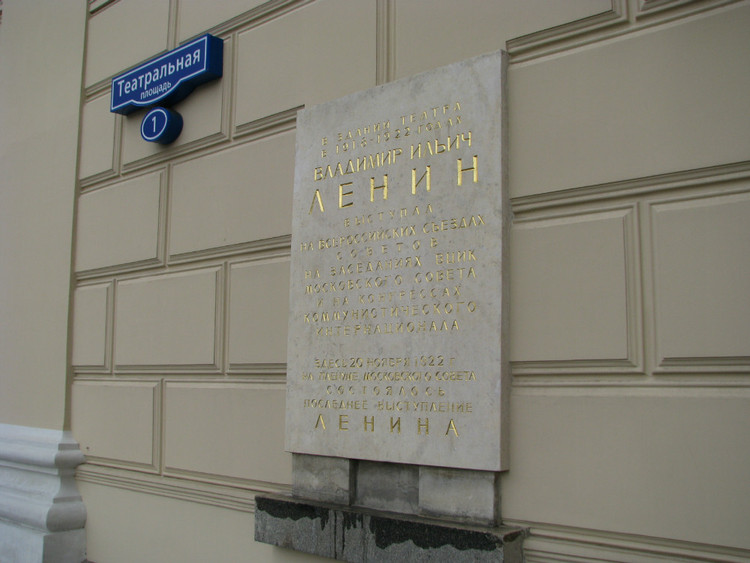 Театральная
площадь
1
В ЗДАНИИ ТЕАТРА
В 1918-1922 ГОДАХ
ВЛАДИМИР ИЛЬИЧ
ЛЕНИН
ВЫСТУПАЛ
НА ВСЕРОССИЙСКИХ СЪЕЗДАХ
СОВЕТОВ
НА ЗАСЕДАНИЯХ ВЦИК
МОСКОВСКОГО СОВЕТА
И НА КОНГРЕССАХ
КОММУНИСТИЧЕСКОГО
ИНТЕРНАЦИОНАЛА
ЗДЕСЬ 20 НОЯБРЯ 1922 Г.
НА ПЛЕНУМЕ МОСКОВСКОГО СОВЕТА
СОСТОЯЛОСЬ
ПОСЛЕДНЕЕ ВЫСТУПЛЕНИЕ
ЛЕНИНА